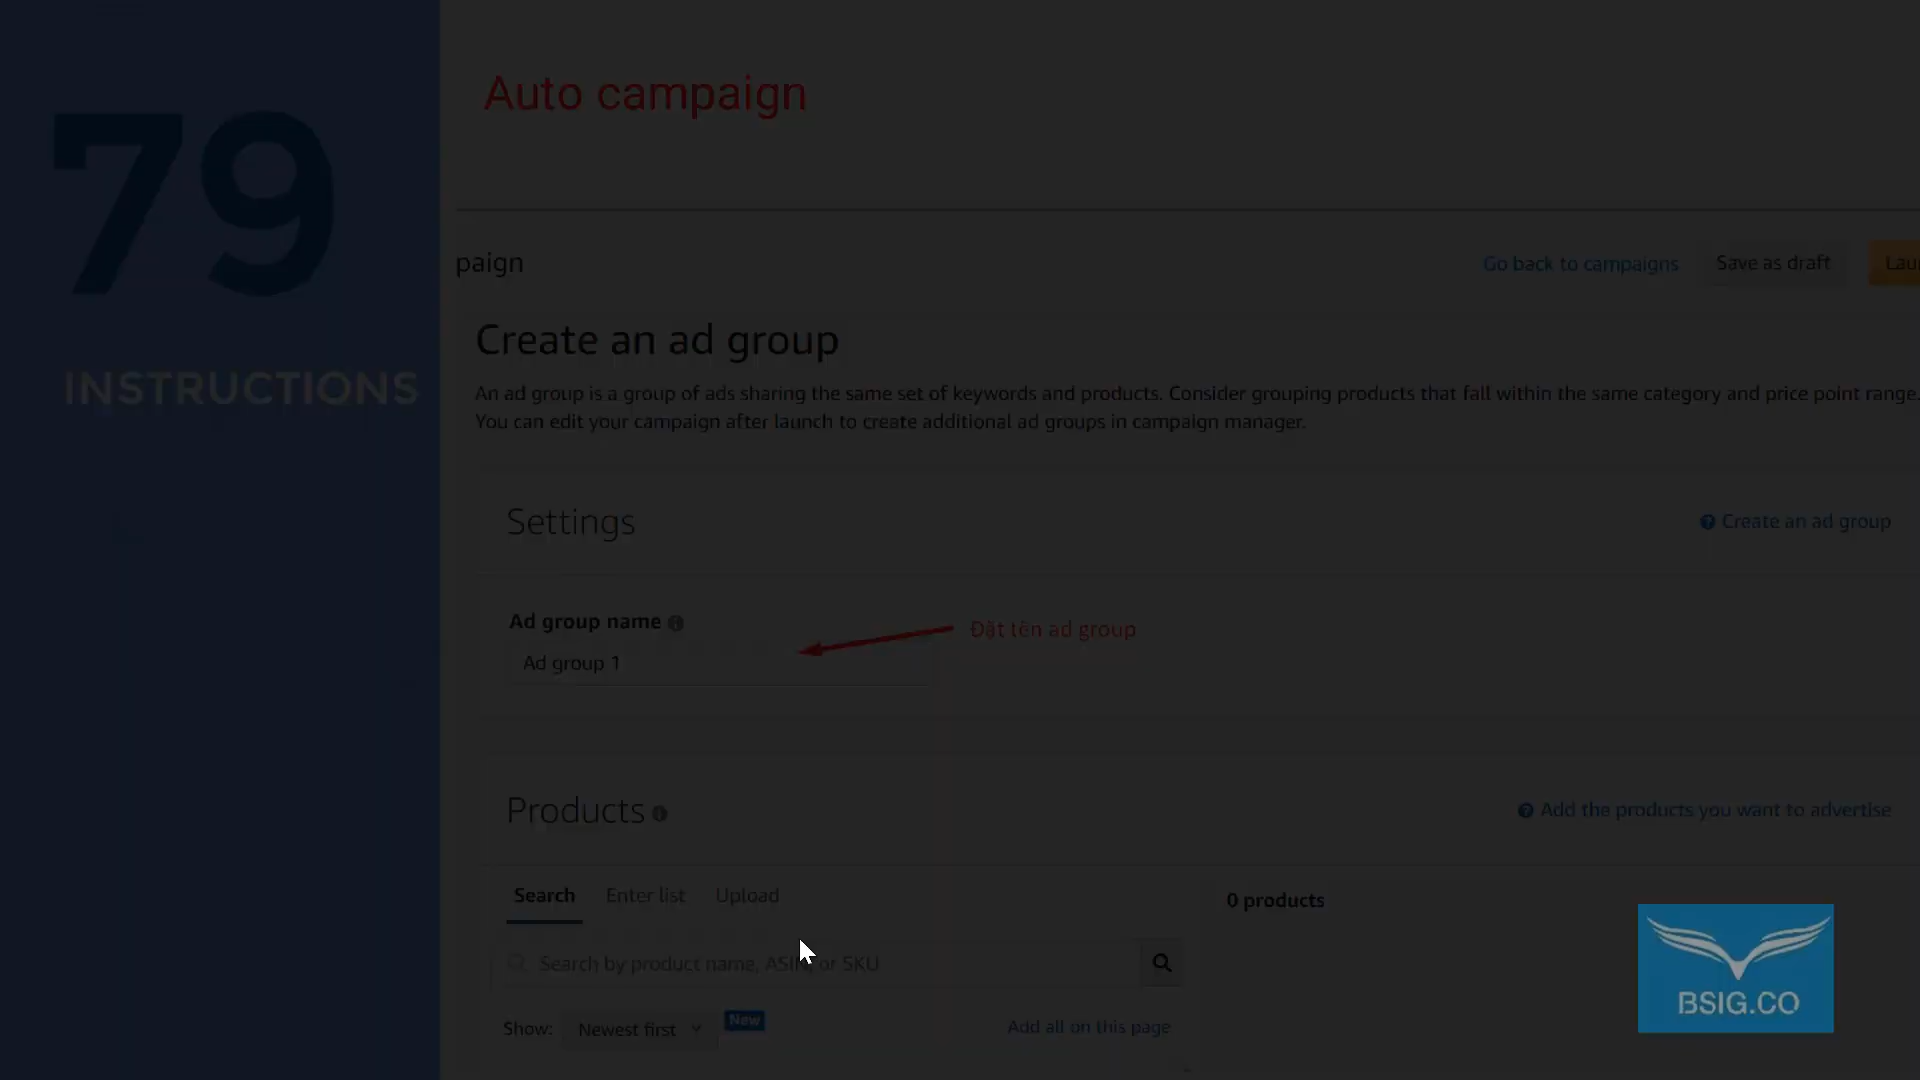 79
INSTRUCTIONS
Auto campaign
paign
Go back to campaigns
Save as draft
Create an ad group
An ad group is a group of ads sharing the same set of keywords and products. Consider grouping products that fall within the same category and price point range.
You can edit your campaign after launch to create additional ad groups in campaign manager.
Settings
Create an ad group
Ad group name
Đặt tên ad group
Ad group 1
Products
Add the products you want to advertise
Search Enter list Upload
0 products
Search by product name, ASIN, or SKU
Show: Newest first
New
Add all on this page
BSIG.CO